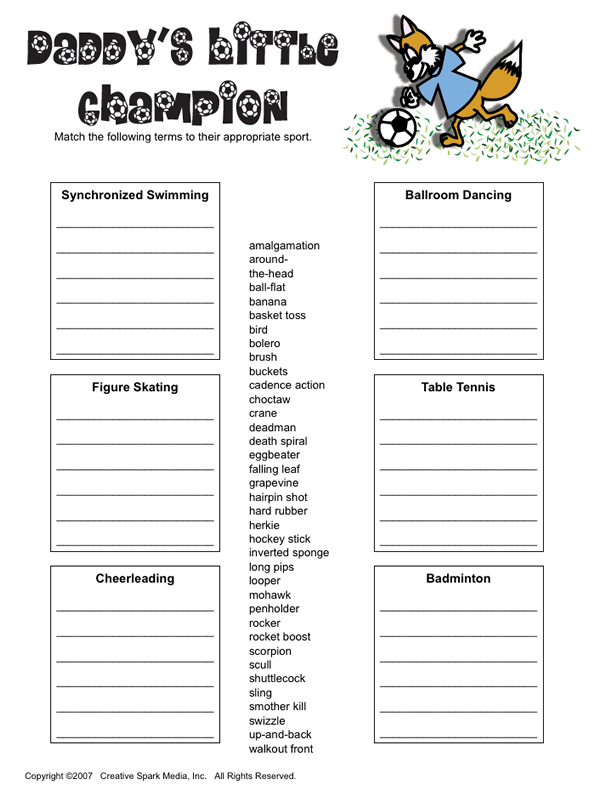 Daddy's Little
Champion
Match the following terms to their appropriate sport.
Synchronized Swimming
Figure Skating
Cheerleading
amalgamation
around-
the-head
ball-flat
banana
basket toss
bird
bolero
brush
buckets
cadence action
choctaw
crane
deadman
death spiral
eggbeater
falling leaf
grapevine
hairpin shot
hard rubber
herkie
hockey stick
inverted sponge
long pips
looper
mohawk
penholder
rocker
rocket boost
scorpion
scull
shuttlecock
sling
smother kill
swizzle
up-and-back
walkout front
Ballroom Dancing
Table Tennis
Badminton
Copyright ©2007 Creative Spark Media, Inc. All Rights Reserved.